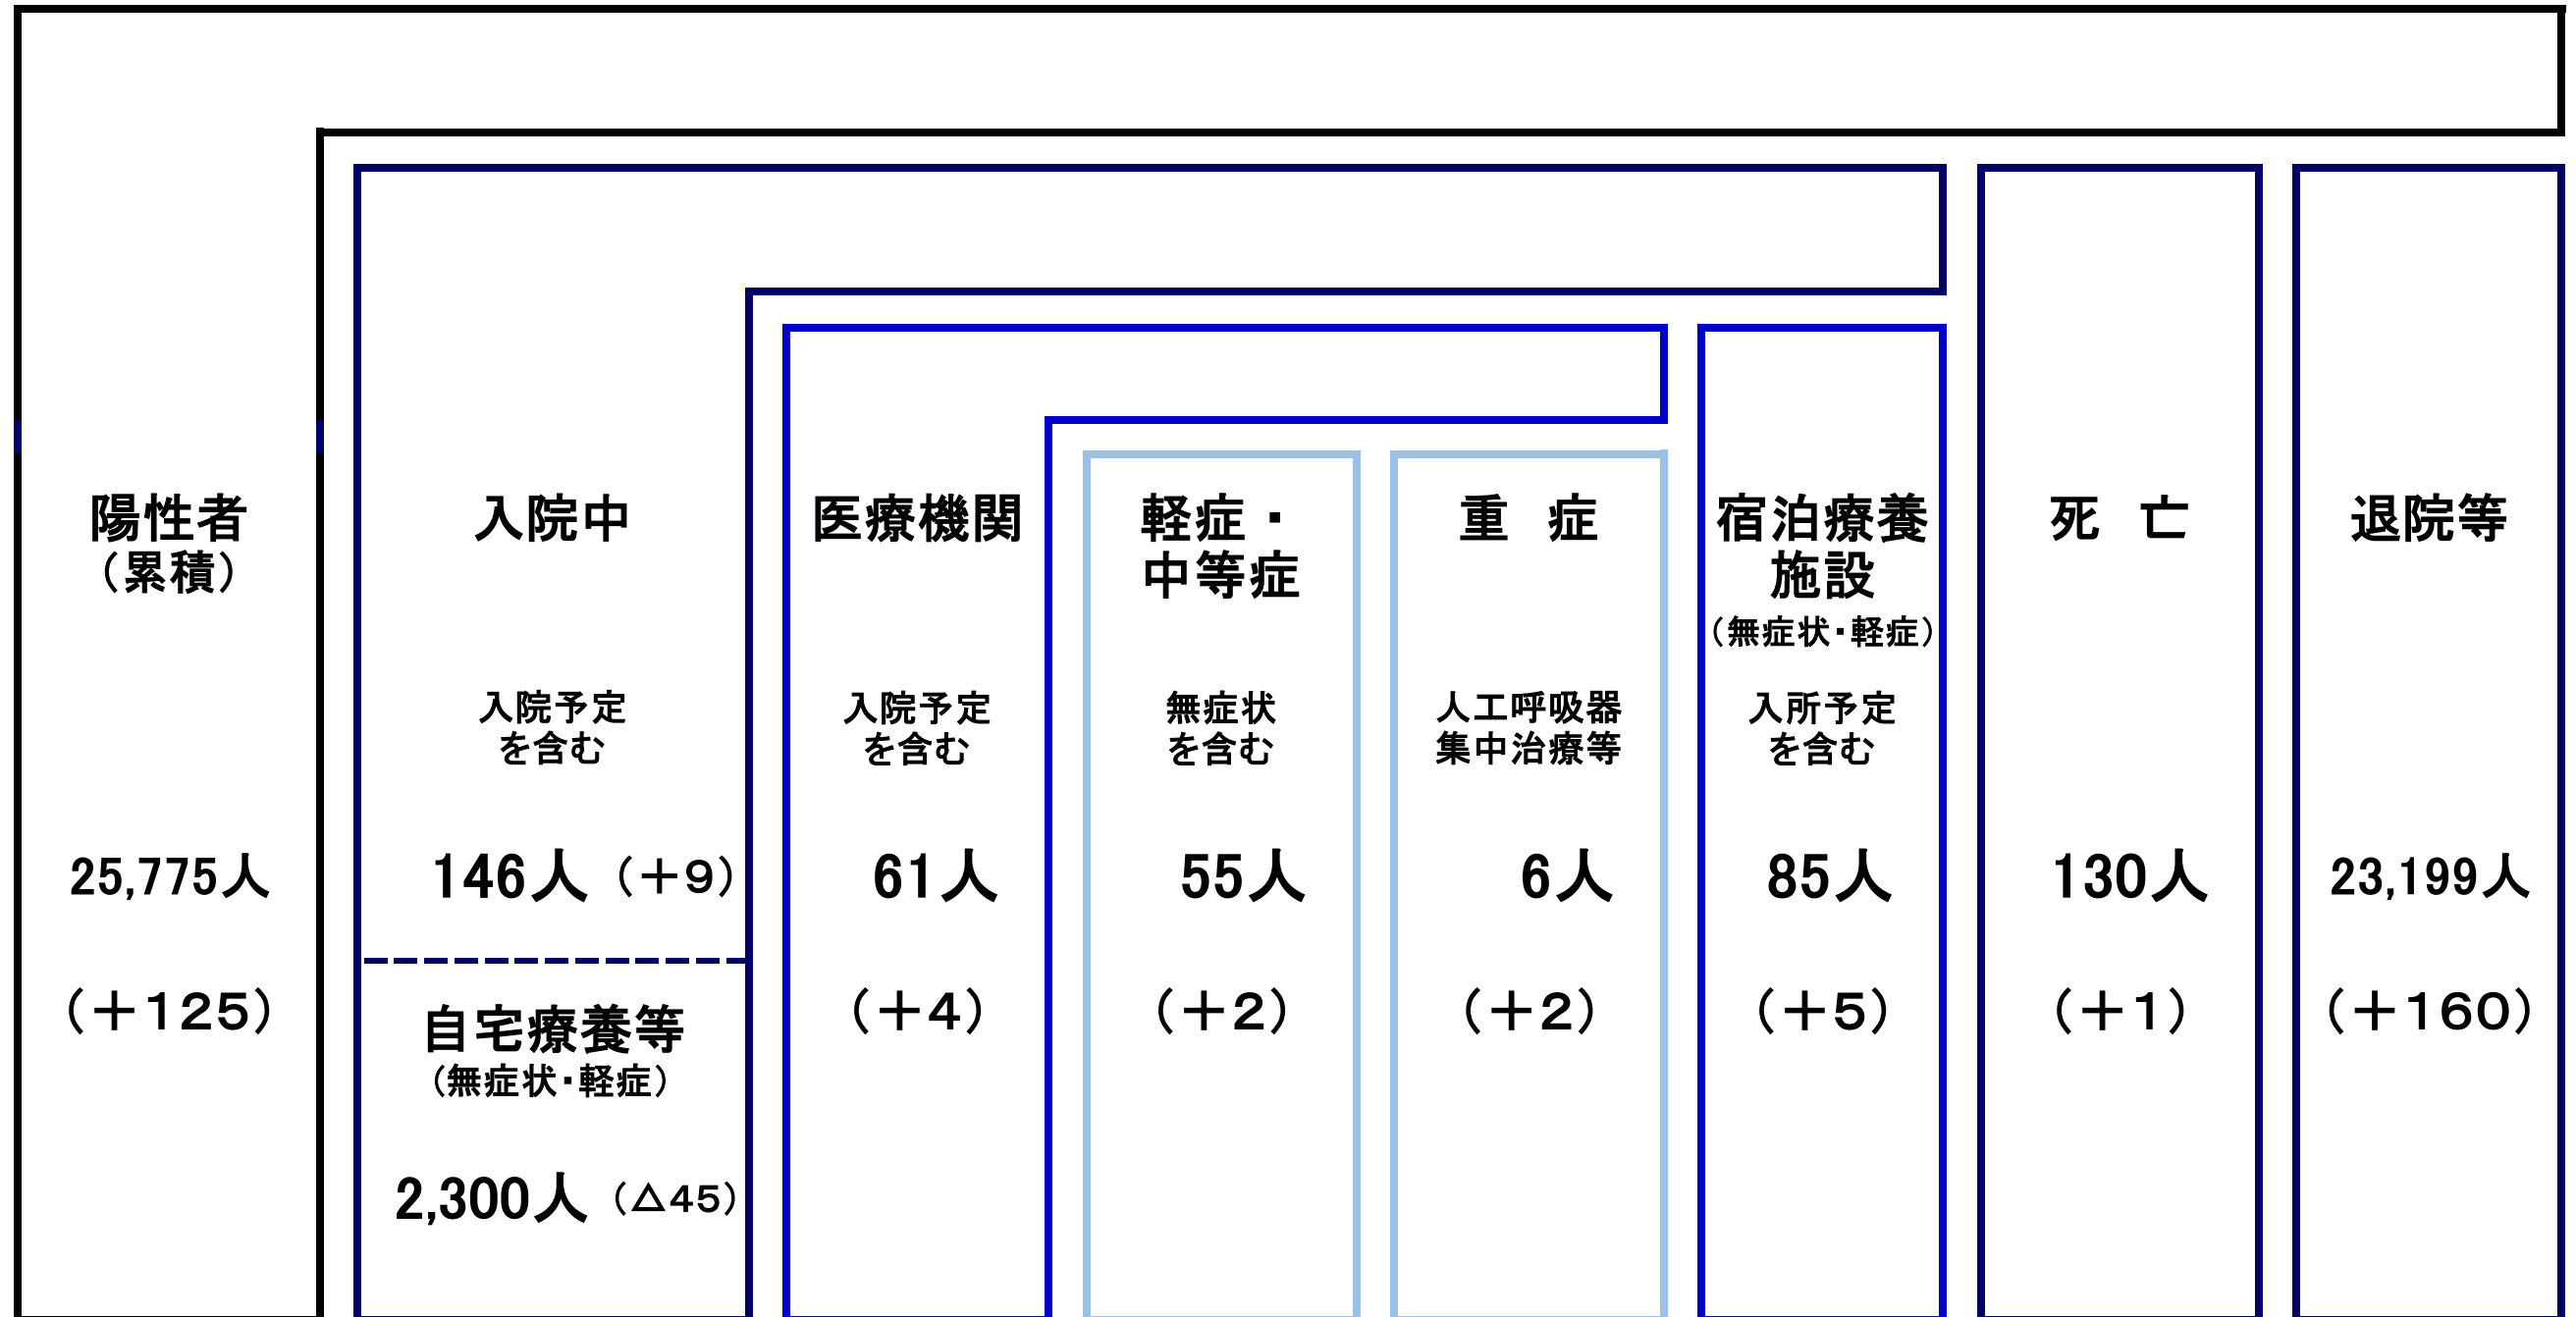 陽性者
（累積）
25,775人
（＋125）
入院中
入院予定
を含む
146人（＋9）
自宅療養等
（無症状・軽症）
2,300人（△45）
医療機関
入院予定
を含む
61人
（＋4）
軽症・
中等症
無症状
を含む
55人
（＋2）
重　症
人工呼吸器
集中治療等
6人
（＋2）
宿泊療養
施設
（無症状・軽症）
入所予定
を含む
85人
（＋5）
死　亡
130人
（＋1）
退院等
23,199人
（＋160）